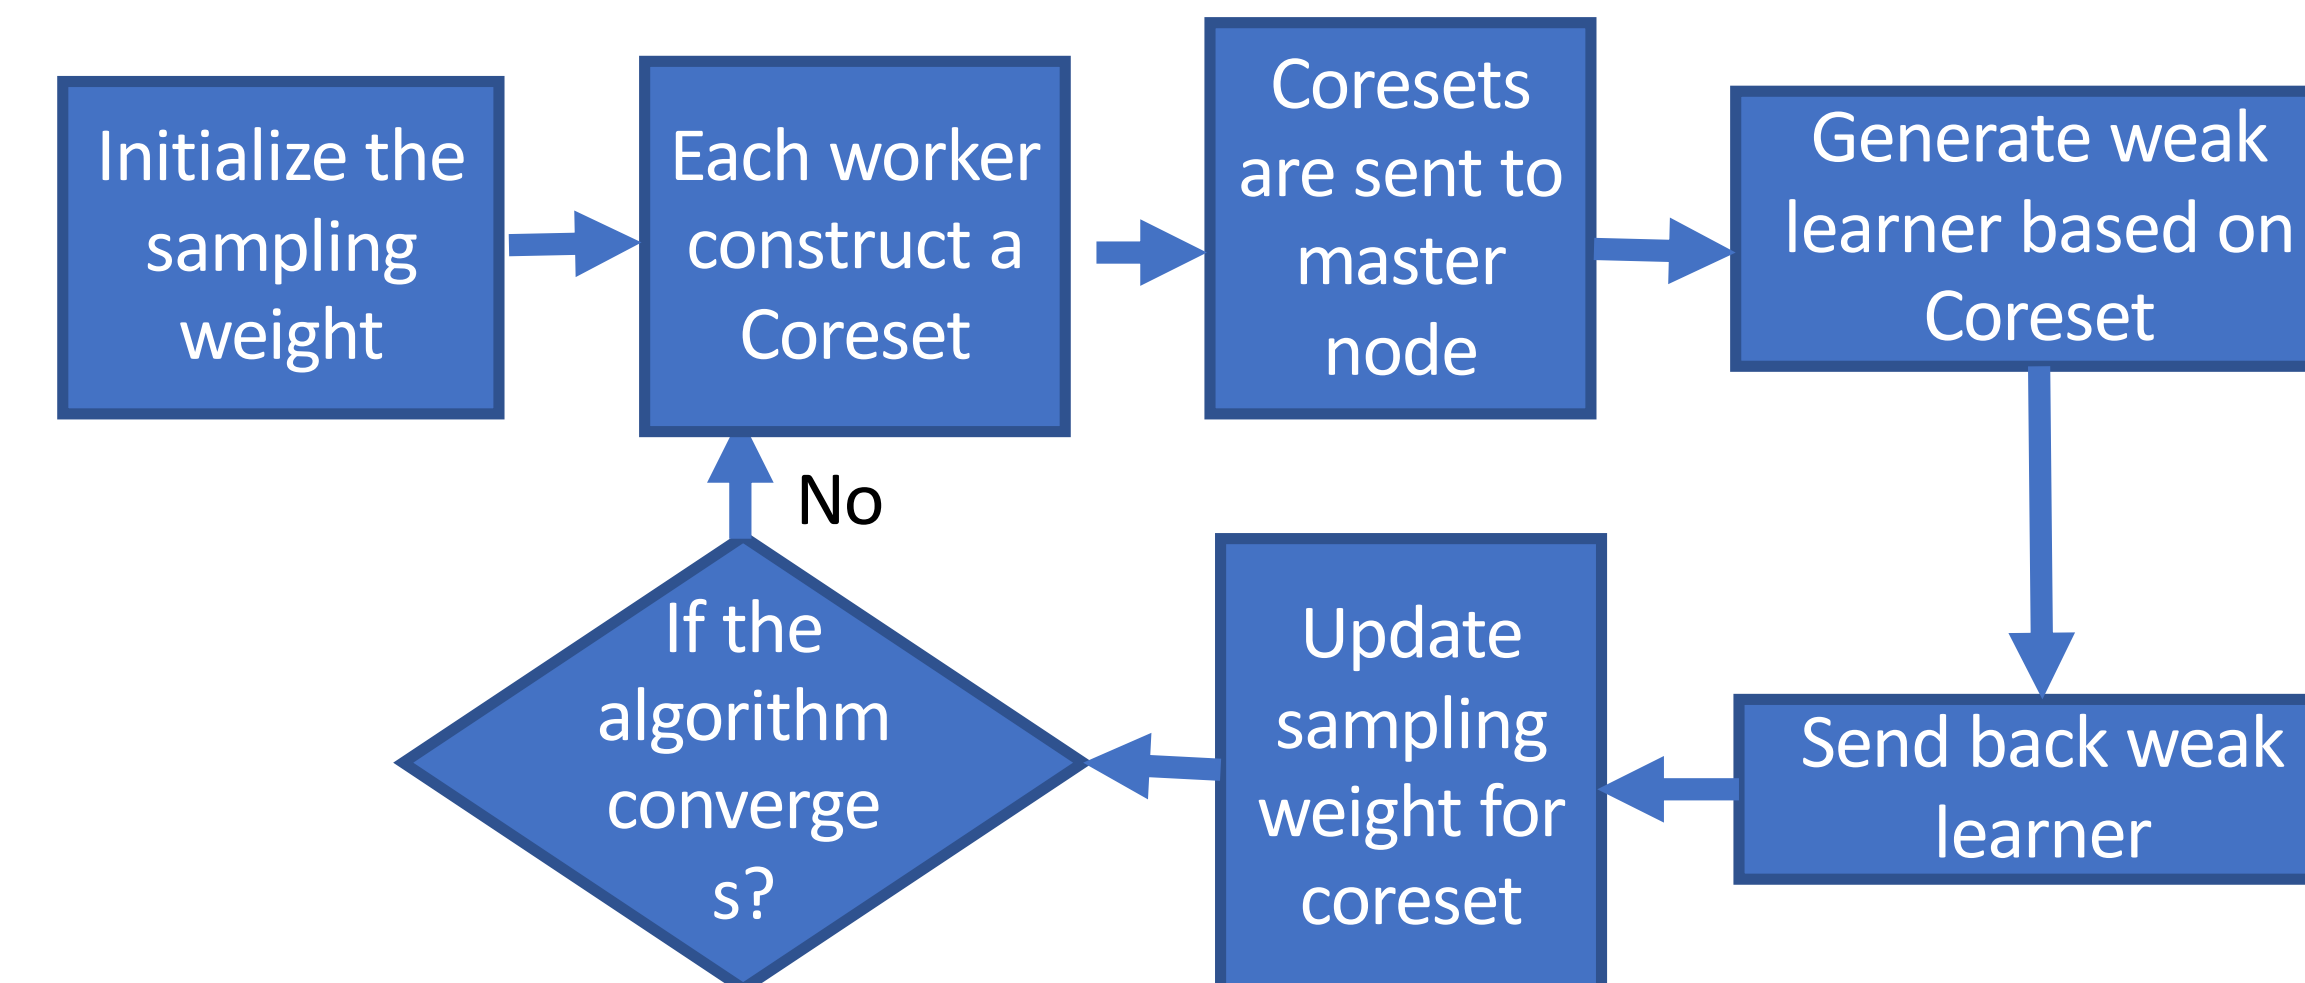 Initialize the
sampling
weight
Each worker
construct a
Coreset
Coresets
are sent to
master
node
Generate weak
learner based on
Coreset
Send back weak
learner
Update
sampling
weight for
coreset
If the
algorithm
converge
s?
No